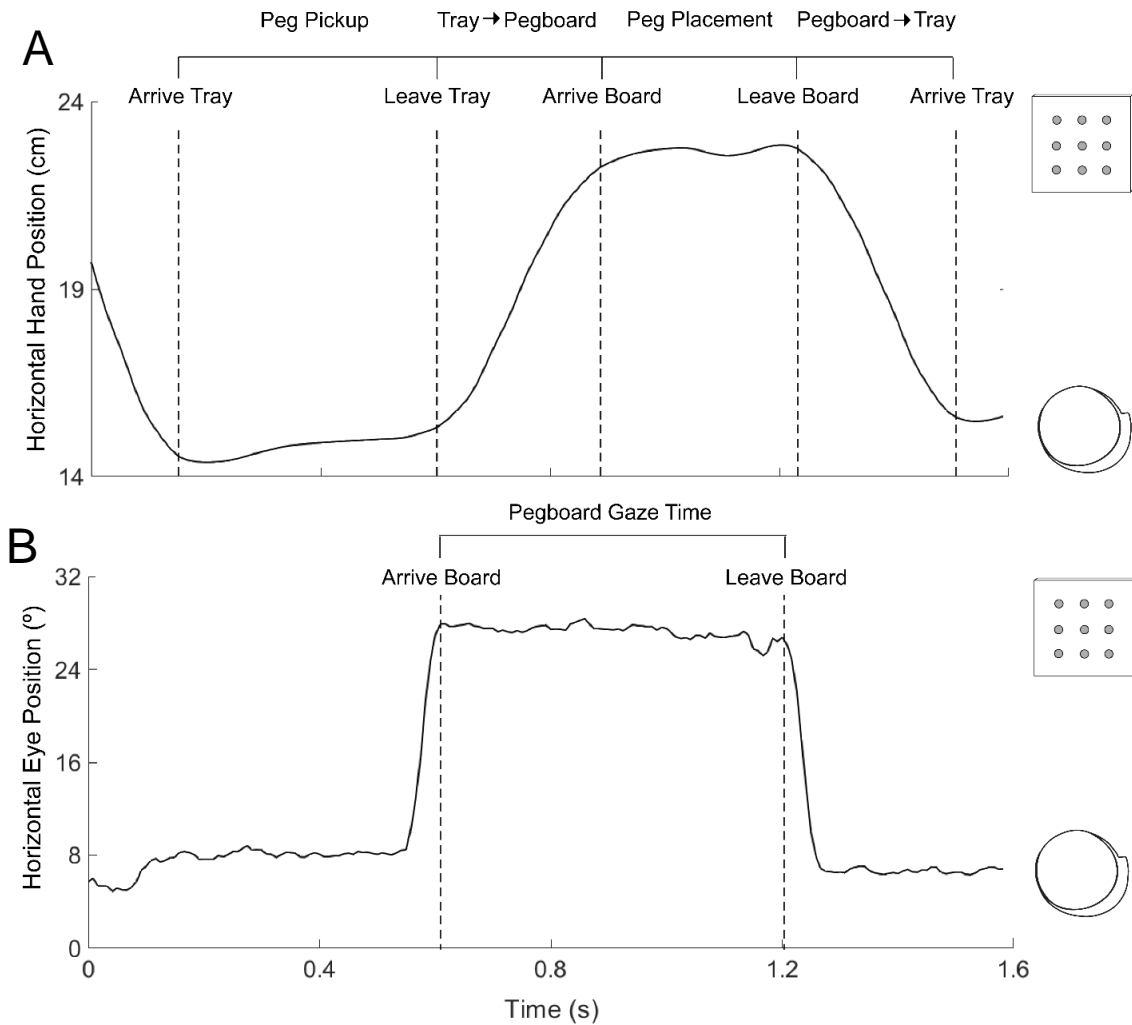 A
Peg Pickup
Tray→Pegboard
Peg Placement
Pegboard→Tray
Arrive Tray
Leave Tray
Arrive Board
Leave Board
Arrive Tray
Horizontal Hand Position (cm)
24
19
14
B
Pegboard Gaze Time
Arrive Board
Leave Board
Horizontal Eye Position (º)
32
24
16
8
0
0
0.4
0.8
1.2
1.6
Time (s)